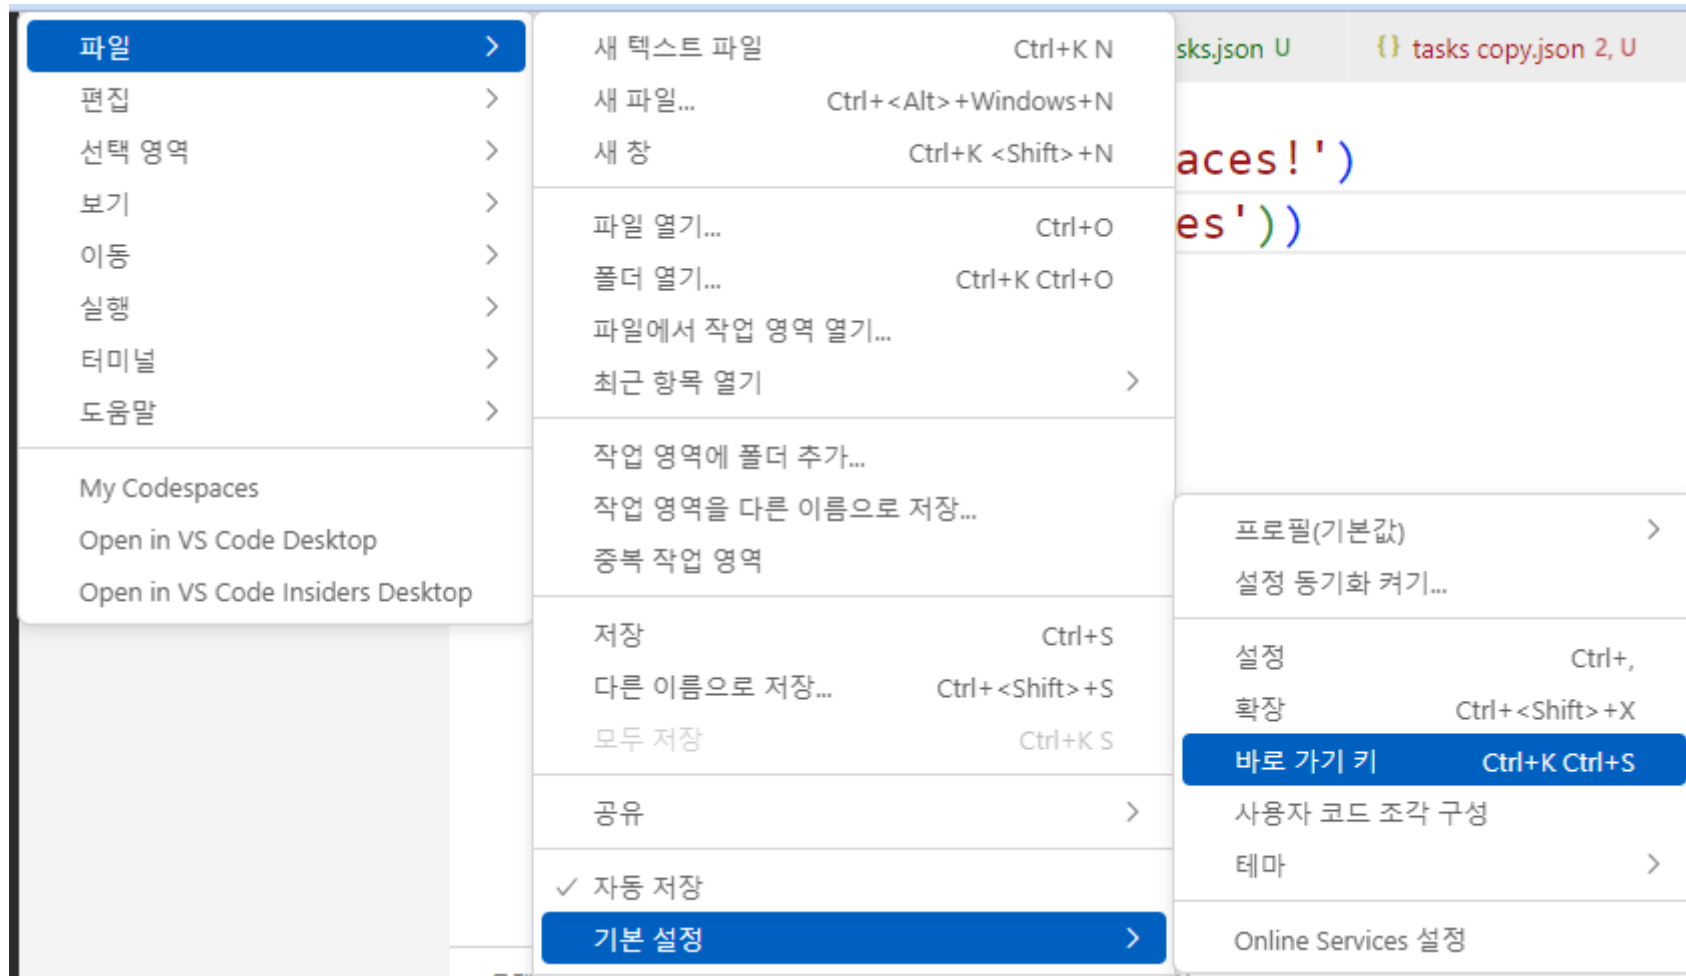 파일
편집
선택 영역
보기
이동
실행
터미널
도움말
My Codespaces
Open in VS Code Desktop
Open in VS Code Insiders Desktop
새 텍스트 파일 Ctrl+K N
새 파일... Ctrl+<Alt>+Windows+N
새 창 Ctrl+K <Shift>+N
파일 열기... Ctrl+O
폴더 열기... Ctrl+K Ctrl+O
파일에서 작업 영역 열기...
최근 항목 열기
작업 영역에 폴더 추가...
작업 영역을 다른 이름으로 저장...
중복 작업 영역
저장 Ctrl+S
다른 이름으로 저장... Ctrl+<Shift>+S
모두 저장 Ctrl+K S
공유
자동 저장
기본 설정
sks.json U {} tasks copy.json 2, U
aces!')
es'))
프로필(기본값)
설정 동기화 켜기...
설정 Ctrl+,
확장 Ctrl+<Shift>+X
바로 가기 키 Ctrl+K Ctrl+S
사용자 코드 조각 구성
테마
Online Services 설정